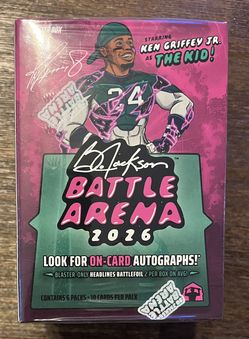 STARRING
KEN GRIFFEY JR.
AS THE KID!
24
Bo Jackson
BATTLE
ARENA
2026
LOOK FOR ON-CARD AUTOGRAPHS!*
BLASTER-ONLY HEADLINES BATTLEFOIL 2 PER BOX ON AVG!
CONTAINS 6 PACKS • 10 CARDS PER PACK